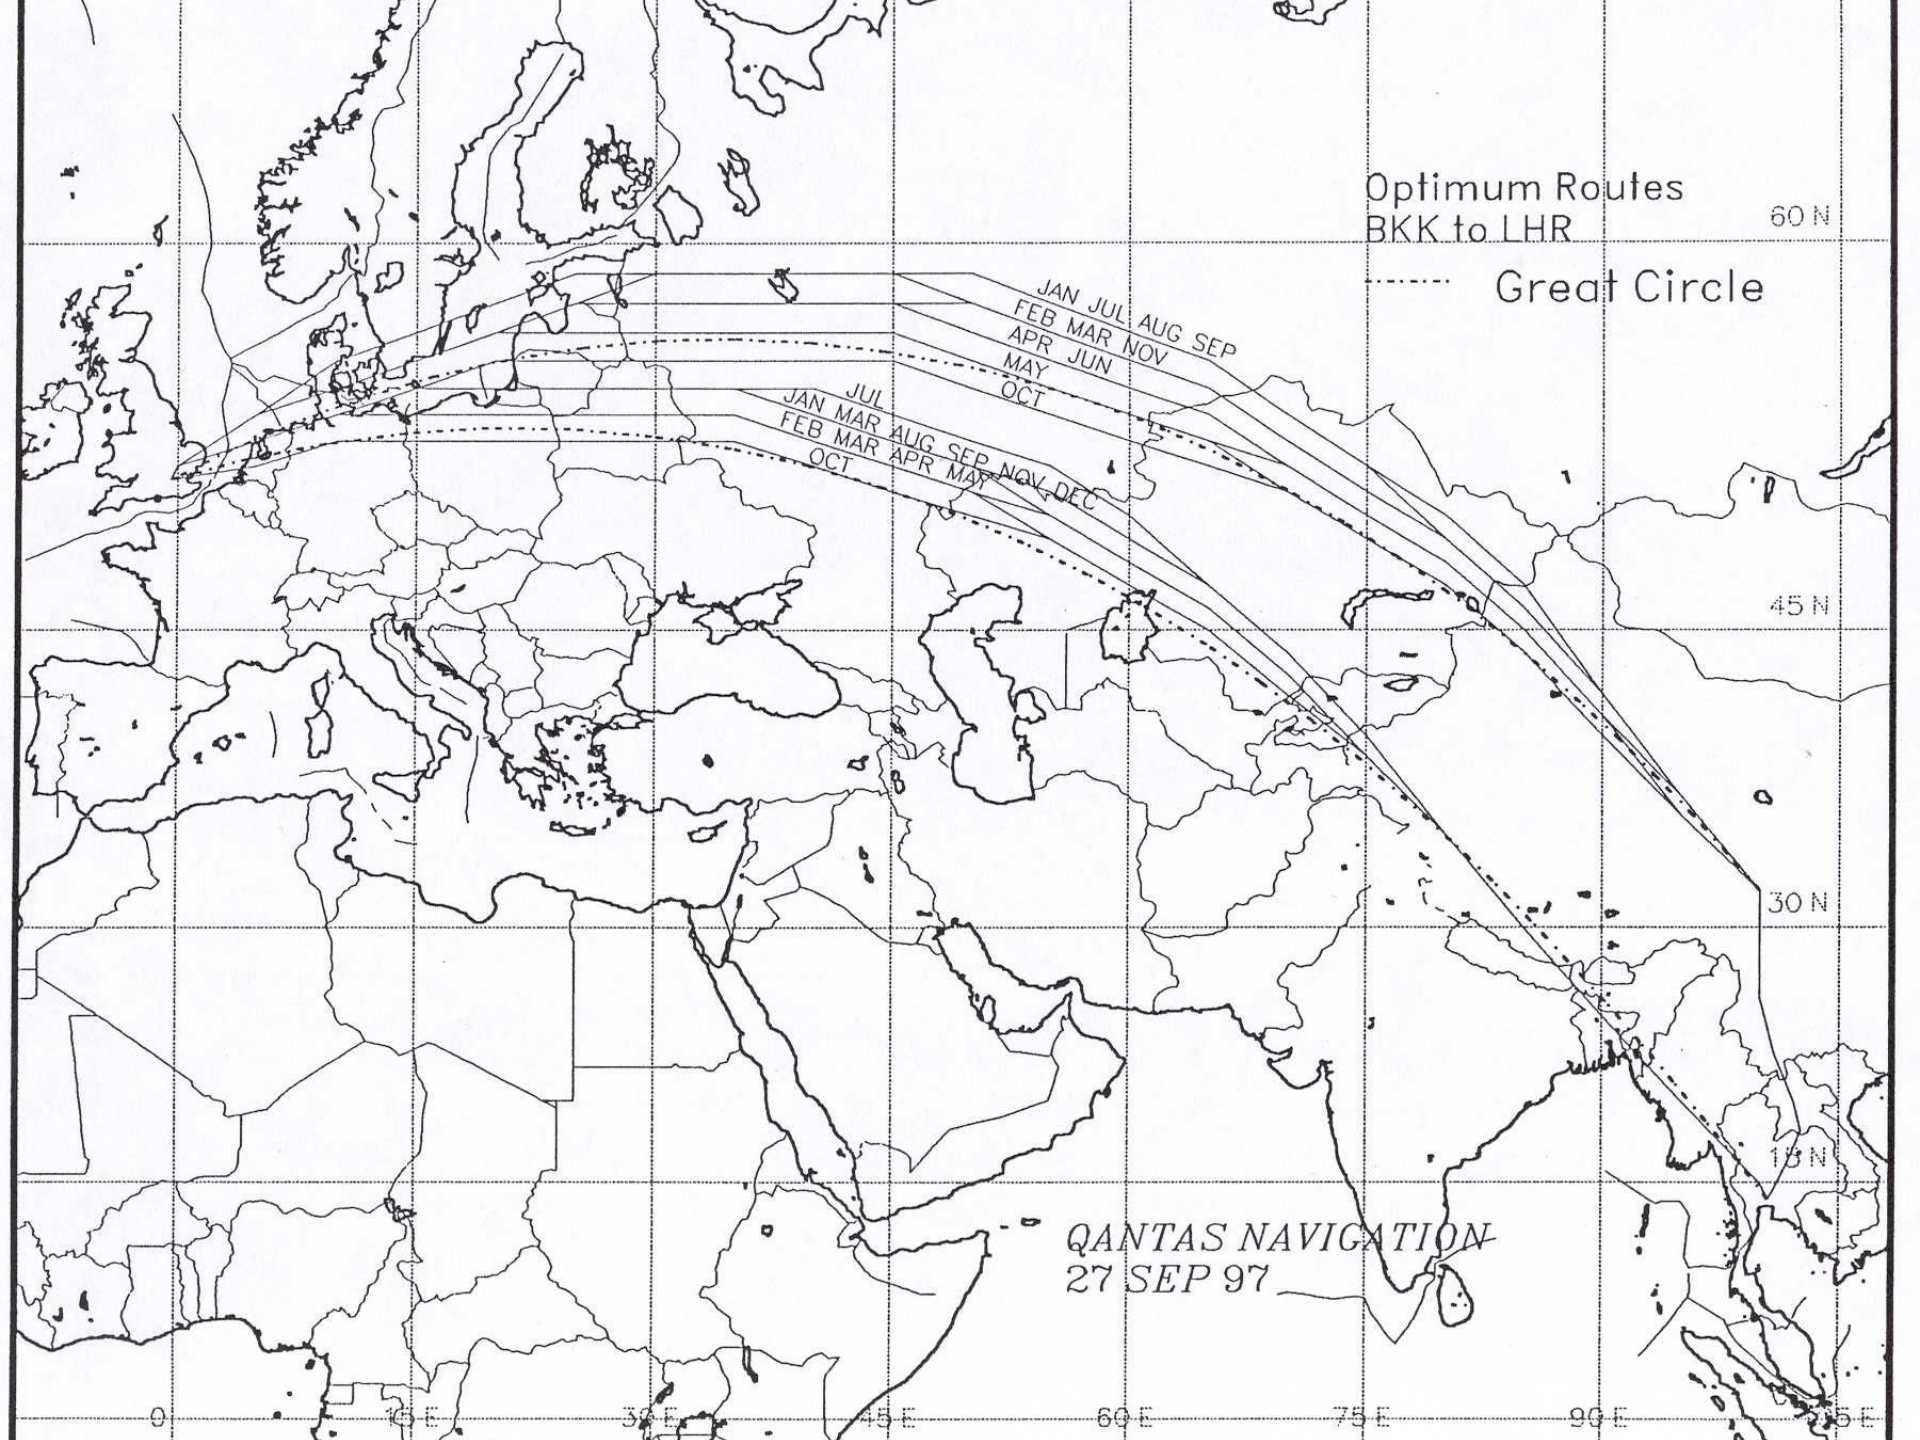 Optimum Routes
BKK to LHR
60 N
Great Circle
JAN JUL AUG SEP
FEB MAR NOV
APR JUN
MAY
OCT
JUL
JAN MAR AUG SEP NOV DEC
FEB MAR APR MAY
OCT
45 N
30 N
15 N
QANTAS NAVIGATION
27 SEP 97
0 15 E 30 E 45 E 60 E 75 E 90 E 105 E